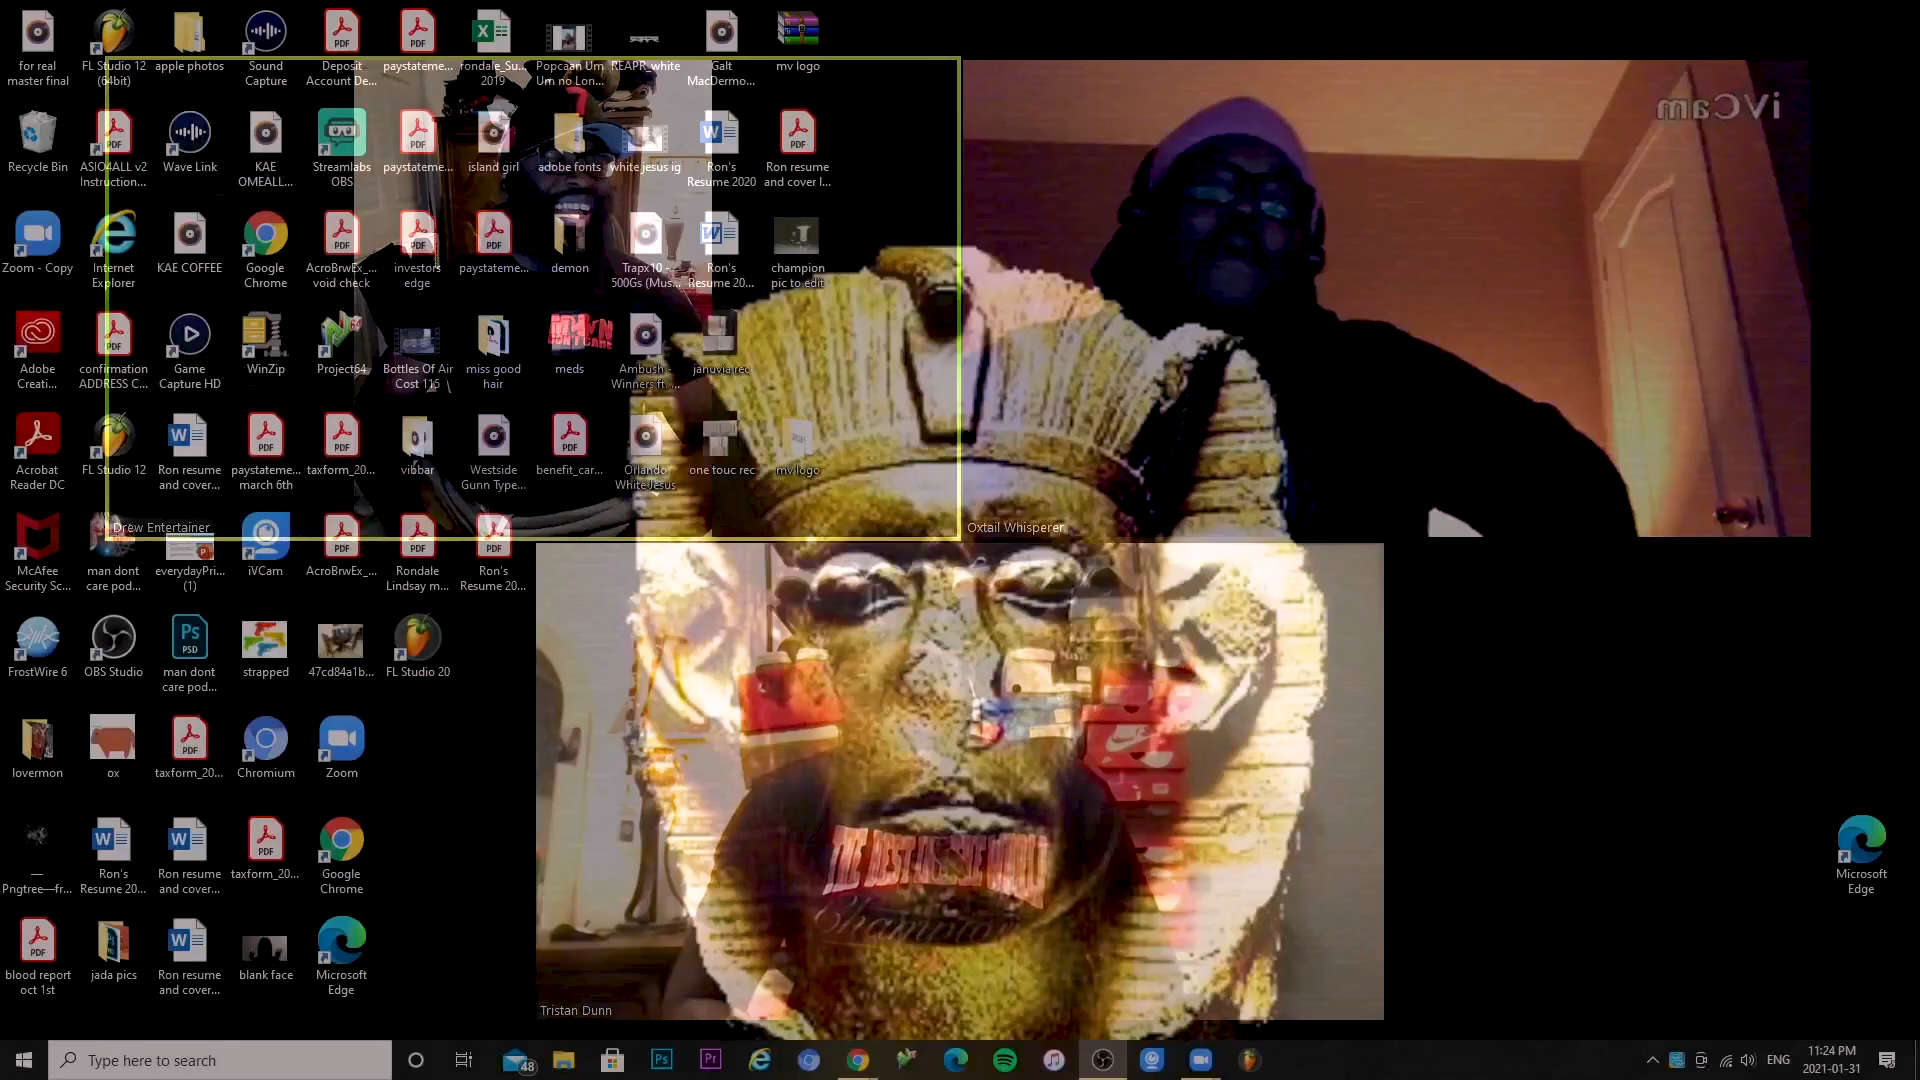 for real
master final
FL Studio 12
(64bit)
apple photos
Sound
Capture
Deposit
Account De...
paystateme...
rondale_Su...
2019
Popcaan Um
Um no Lon...
REAPR_white
Galt
MacDermo...
mv logo
Recycle Bin
ASIO4ALL v2
Instruction...
Wave Link
KAE
OMEALL...
Streamlabs
OBS
paystateme...
island girl
adobe fonts
white jesus ig
Ron's
Resume 2020
Ron resume
and cover l...
iVCam
Zoom - Copy
Internet
Explorer
KAE COFFEE
Google
Chrome
AcroBrwEx_...
void check
investors
edge
paystateme...
demon
Trapx10 -
500Gs (Mus...
Ron's
Resume 20...
champion
pic to edit
Adobe
Creati...
confirmation
ADDRESS C...
Game
Capture HD
WinZip
Project64
Bottles Of Air
Cost 115
miss good
hair
meds
Ambush -
Winners ft. ...
januvia rec
Acrobat
Reader DC
FL Studio 12
Ron resume
and cover...
paystateme...
march 6th
taxform_20...
vibbar
Westside
Gunn Type...
benefit_car...
Orlando
White Jesus
one touc rec
mv logo
Drew Entertainer
Oxtail Whisperer
McAfee
Security Sc...
man dont
care pod...
everydayPri...
(1)
iVCam
AcroBrwEx_...
Rondale
Lindsay m...
Ron's
Resume 20...
FrostWire 6
OBS Studio
man dont
care pod...
strapped
47cd84a1b...
FL Studio 20
lovermon
ox
taxform_20...
Chromium
Zoom
—
Pngtree—fr...
Ron's
Resume 20...
Ron resume
and cover...
taxform_20...
Google
Chrome
Microsoft
Edge
Champion
blood report
oct 1st
jada pics
Ron resume
and cover...
blank face
Microsoft
Edge
Tristan Dunn
Type here to search
48
ENG
11:24 PM
2021-01-31